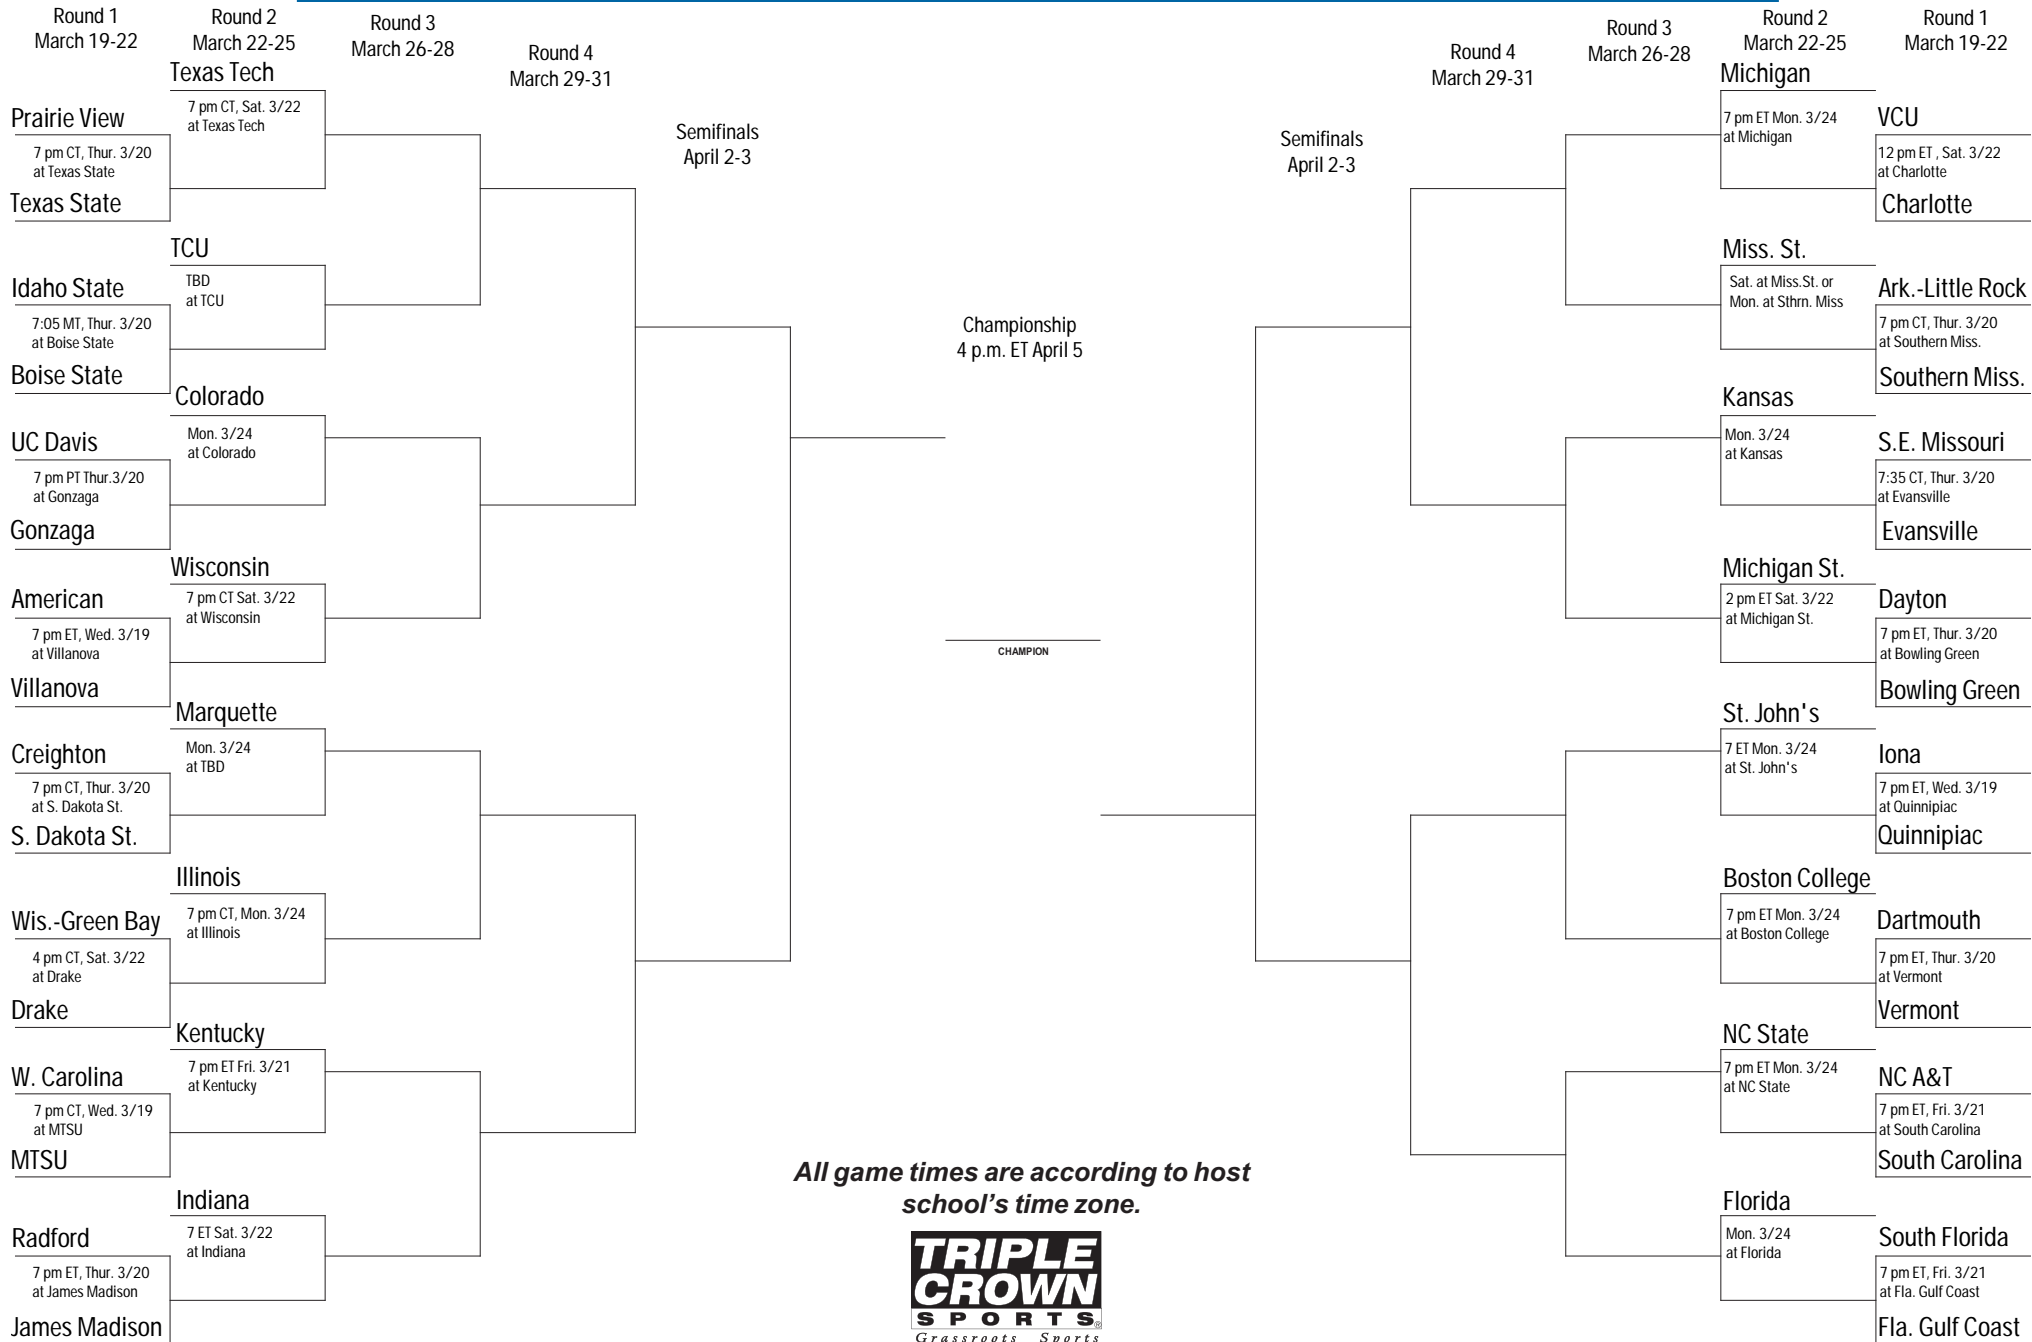 Round 1
March 19-22
Round 2
March 22-25
Round 3
March 26-28
Round 4
March 29-31
Semifinals
April 2-3
Championship
4 p.m. ET April 5
CHAMPION
Semifinals
April 2-3
Round 4
March 29-31
Round 3
March 26-28
Round 2
March 22-25
Round 1
March 19-22
Prairie View
7 pm CT, Thur. 3/20
at Texas State
Texas State
Idaho State
7:05 MT, Thur. 3/20
at Boise State
Boise State
UC Davis
7 pm PT Thur.3/20
at Gonzaga
Gonzaga
American
7 pm ET, Wed. 3/19
at Villanova
Villanova
Creighton
7 pm CT, Thur. 3/20
at S. Dakota St.
S. Dakota St.
Wis.-Green Bay
4 pm CT, Sat. 3/22
at Drake
Drake
W. Carolina
7 pm CT, Wed. 3/19
at MTSU
MTSU
Radford
7 pm ET, Thur. 3/20
at James Madison
James Madison
Texas Tech
7 pm CT, Sat. 3/22
at Texas Tech
TCU
TBD
at TCU
Colorado
Mon. 3/24
at Colorado
Wisconsin
7 pm CT Sat. 3/22
at Wisconsin
Marquette
Mon. 3/24
at TBD
Illinois
7 pm CT, Mon. 3/24
at Illinois
Kentucky
7 pm ET Fri. 3/21
at Kentucky
Indiana
7 ET Sat. 3/22
at Indiana
Michigan
7 pm ET Mon. 3/24
at Michigan
Miss. St.
Sat. at Miss.St. or
Mon. at Sthrn. Miss
Kansas
Mon. 3/24
at Kansas
Michigan St.
2 pm ET Sat. 3/22
at Michigan St.
St. John's
7 ET Mon. 3/24
at St. John's
Boston College
7 pm ET Mon. 3/24
at Boston College
NC State
7 pm ET Mon. 3/24
at NC State
Florida
Mon. 3/24
at Florida
VCU
12 pm ET , Sat. 3/22
at Charlotte
Charlotte
Ark.-Little Rock
7 pm CT, Thur. 3/20
at Southern Miss.
Southern Miss.
S.E. Missouri
7:35 CT, Thur. 3/20
at Evansville
Evansville
Dayton
7 pm ET, Thur. 3/20
at Bowling Green
Bowling Green
Iona
7 pm ET, Wed. 3/19
at Quinnipiac
Quinnipiac
Dartmouth
7 pm ET, Thur. 3/20
at Vermont
Vermont
NC A&T
7 pm ET, Fri. 3/21
at South Carolina
South Carolina
South Florida
7 pm ET, Fri. 3/21
at Fla. Gulf Coast
Fla. Gulf Coast
All game times are according to host
school’s time zone.
TRIPLE
CROWN
SPORTS®
Grassroots Sports